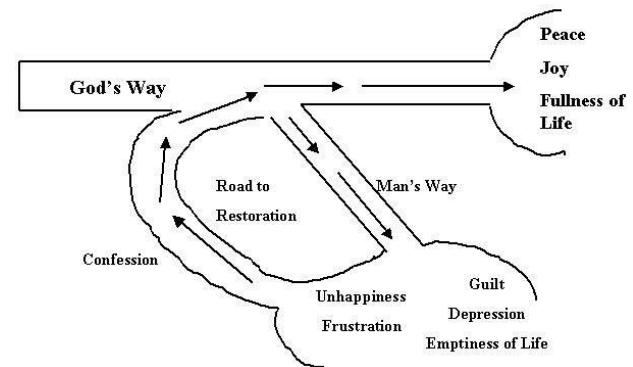 Peace
God's Way
Joy
Fullness of
Life
Road to
Restoration
Man's Way
Confession
Unhappiness
Frustration
Guilt
Depression
Emptiness of Life